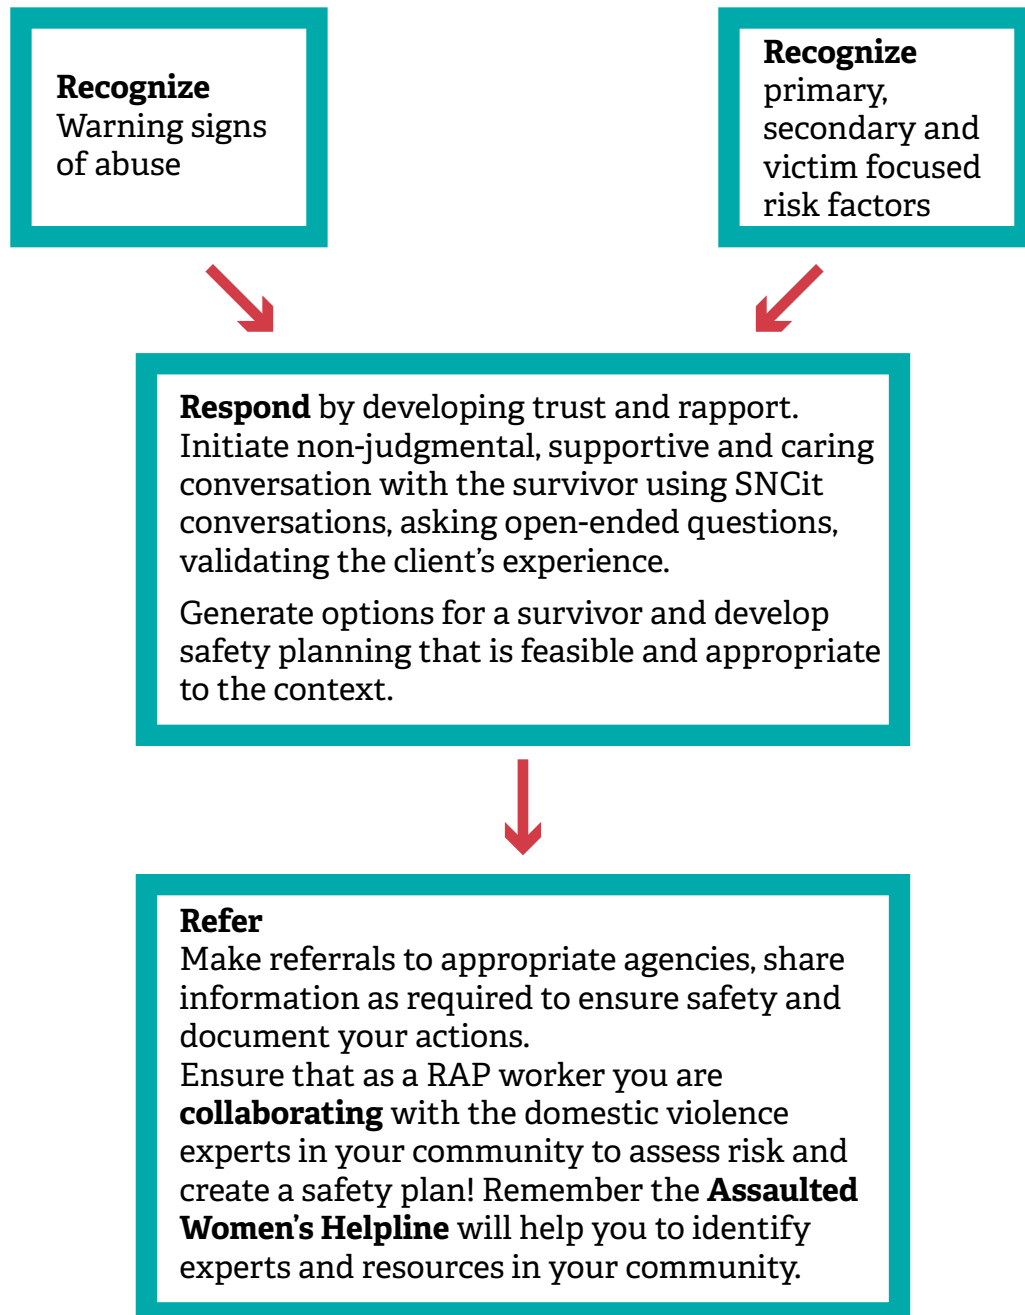 Recognize
Warning signs
of abuse
Recognize
primary,
secondary and
victim focused
risk factors
Respond by developing trust and rapport.
Initiate non-judgmental, supportive and caring
conversation with the survivor using SNCit
conversations, asking open-ended questions,
validating the client’s experience.
Generate options for a survivor and develop
safety planning that is feasible and appropriate
to the context.
Refer
Make referrals to appropriate agencies, share
information as required to ensure safety and
document your actions.
Ensure that as a RAP worker you are
collaborating with the domestic violence
experts in your community to assess risk and
create a safety plan! Remember the Assaulted
Women’s Helpline will help you to identify
experts and resources in your community.